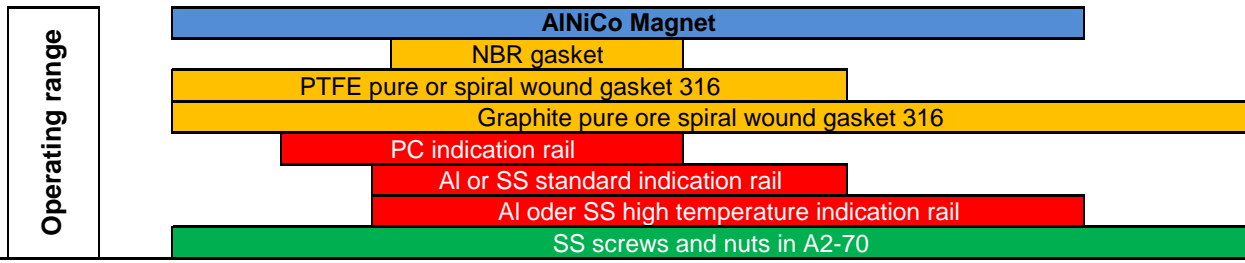 Operating range
AlNiCo Magnet
NBR gasket
PTFE pure or spiral wound gasket 316
Graphite pure ore spiral wound gasket 316
PC indication rail
Al or SS standard indication rail
Al oder SS high temperature indication rail
SS screws and nuts in A2-70